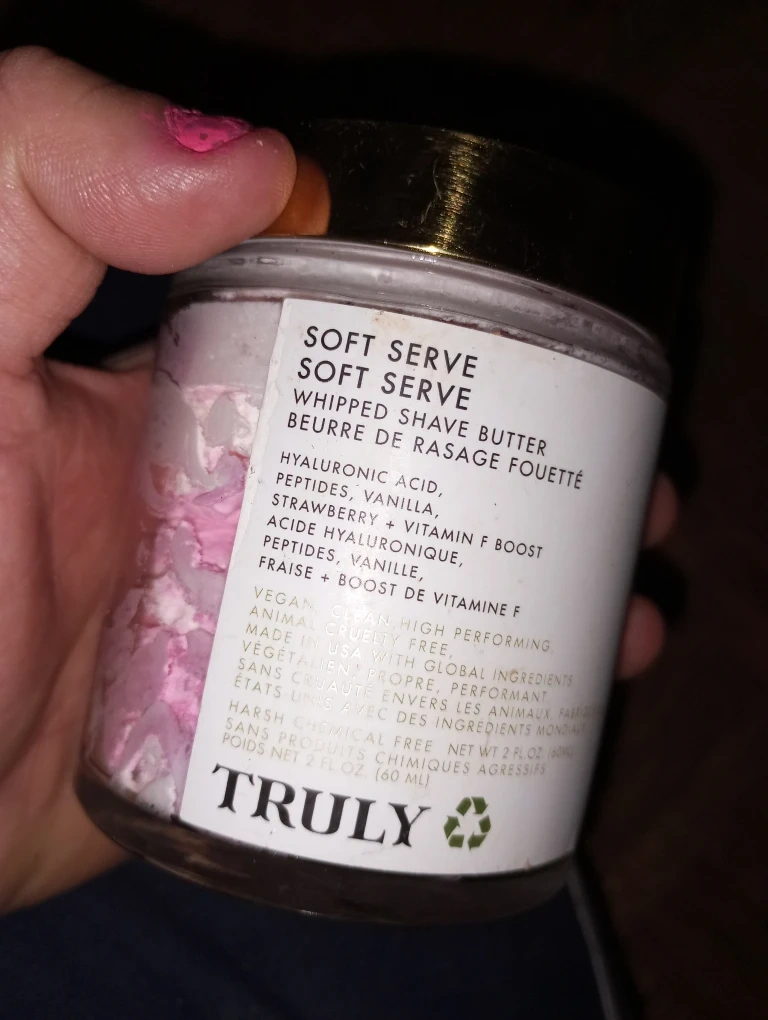 SOFT SERVE
SOFT SERVE
WHIPPED SHAVE BUTTER
BEURRE DE RASAGE FOUETTÉ
HYALURONIC ACID,
PEPTIDES, VANILLA,
STRAWBERRY + VITAMIN F BOOST
ACIDE HYALURONIQUE,
PEPTIDES, VANILLE,
FRAISE + BOOST DE VITAMINE F
VEGAN, CLEAN, HIGH PERFORMING,
ANIMAL CRUELTY FREE,
MADE IN USA WITH GLOBAL INGREDIENTS
VÉGÉTALIEN, PROPRE, PERFORMANT,
SANS CRUAUTÉ ENVERS LES ANIMAUX,
ÉTATS-UNIS AVEC DES INGRÉDIENTS
HARSH CHEMICAL FREE NET WT 2 FL OZ. (60
SANS PRODUITS CHIMIQUES AGRESSIFS
POIDS NET 2 FL OZ. (60 ML)
TRULY